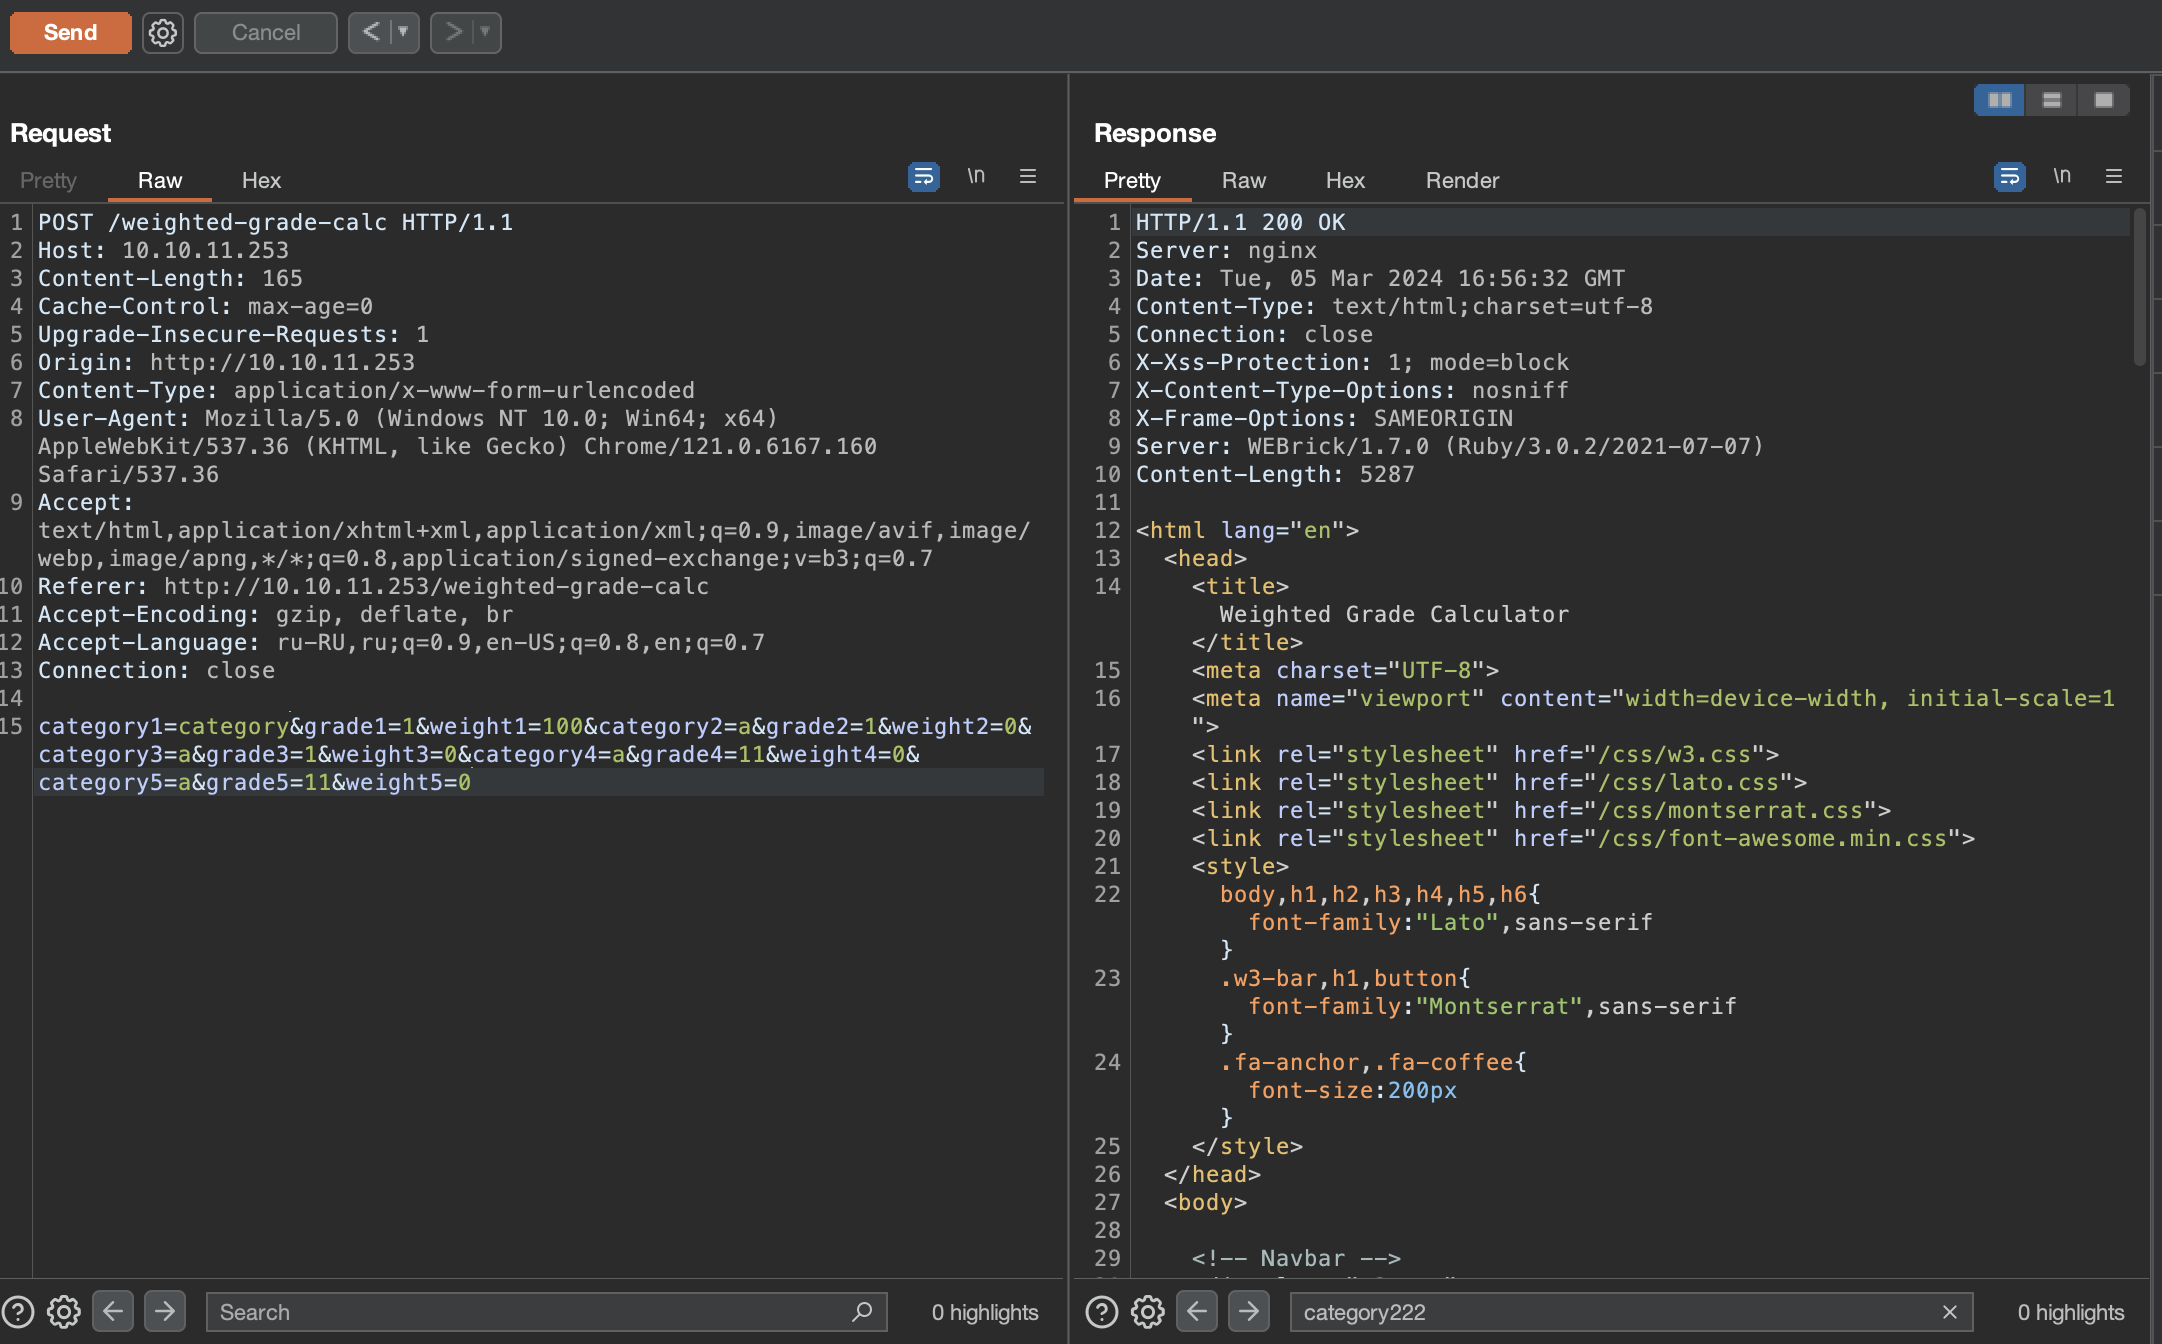 Send
Cancel
Request
Pretty
Raw
Hex
\n
1 POST /weighted-grade-calc HTTP/1.1
2 Host: 10.10.11.253
3 Content-Length: 165
4 Cache-Control: max-age=0
5 Upgrade-Insecure-Requests: 1
6 Origin: http://10.10.11.253
7 Content-Type: application/x-www-form-urlencoded
8 User-Agent: Mozilla/5.0 (Windows NT 10.0; Win64; x64)
AppleWebKit/537.36 (KHTML, like Gecko) Chrome/121.0.6167.160
Safari/537.36
9 Accept:
text/html,application/xhtml+xml,application/xml;q=0.9,image/avif,image/
webp,image/apng,*/*;q=0.8,application/signed-exchange;v=b3;q=0.7
10 Referer: http://10.10.11.253/weighted-grade-calc
11 Accept-Encoding: gzip, deflate, br
12 Accept-Language: ru-RU,ru;q=0.9,en-US;q=0.8,en;q=0.7
13 Connection: close
14
15 category1=category&grade1=1&weight1=100&category2=a&grade2=1&weight2=0&
category3=a&grade3=1&weight3=0&category4=a&grade4=11&weight4=0&
category5=a&grade5=11&weight5=0
Search
0 highlights
Response
Pretty
Raw
Hex
Render
\n
1 HTTP/1.1 200 OK
2 Server: nginx
3 Date: Tue, 05 Mar 2024 16:56:32 GMT
4 Content-Type: text/html;charset=utf-8
5 Connection: close
6 X-Xss-Protection: 1; mode=block
7 X-Content-Type-Options: nosniff
8 X-Frame-Options: SAMEORIGIN
9 Server: WEBrick/1.7.0 (Ruby/3.0.2/2021-07-07)
10 Content-Length: 5287
11
12 <html lang="en">
13 <head>
14 <title>
Weighted Grade Calculator
</title>
15 <meta charset="UTF-8">
16 <meta name="viewport" content="width=device-width, initial-scale=1
">
17 <link rel="stylesheet" href="/css/w3.css">
18 <link rel="stylesheet" href="/css/lato.css">
19 <link rel="stylesheet" href="/css/montserrat.css">
20 <link rel="stylesheet" href="/css/font-awesome.min.css">
21 <style>
22 body,h1,h2,h3,h4,h5,h6{
font-family:"Lato",sans-serif
}
23 .w3-bar,h1,button{
font-family:"Montserrat",sans-serif
}
24 .fa-anchor,.fa-coffee{
font-size:200px
}
25 </style>
26 </head>
27 <body>
28
29 <!-- Navbar -->
category222
0 highlights